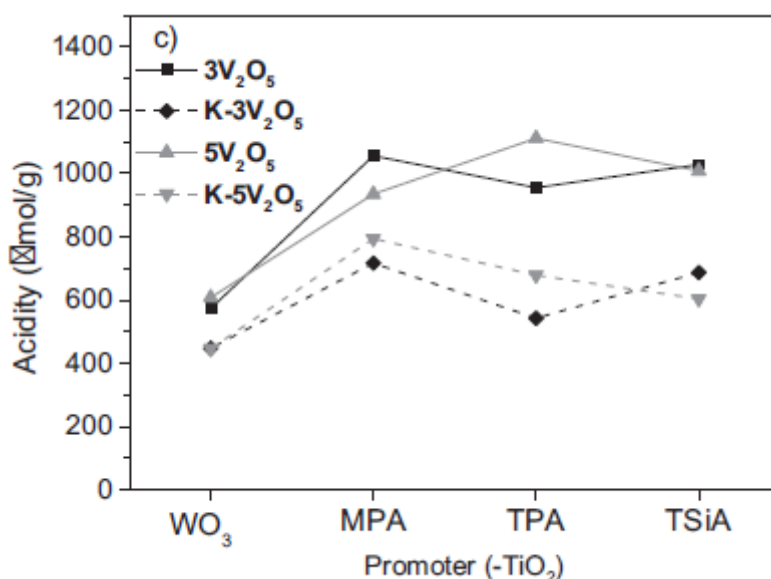 c)
3V₂O₅
K-3V₂O₅
5V₂O₅
K-5V₂O₅
Acidity (▯mol/g)
1400
1200
1000
800
600
400
200
0
WO₃
MPA
TPA
TSiA
Promoter (-TiO₂)